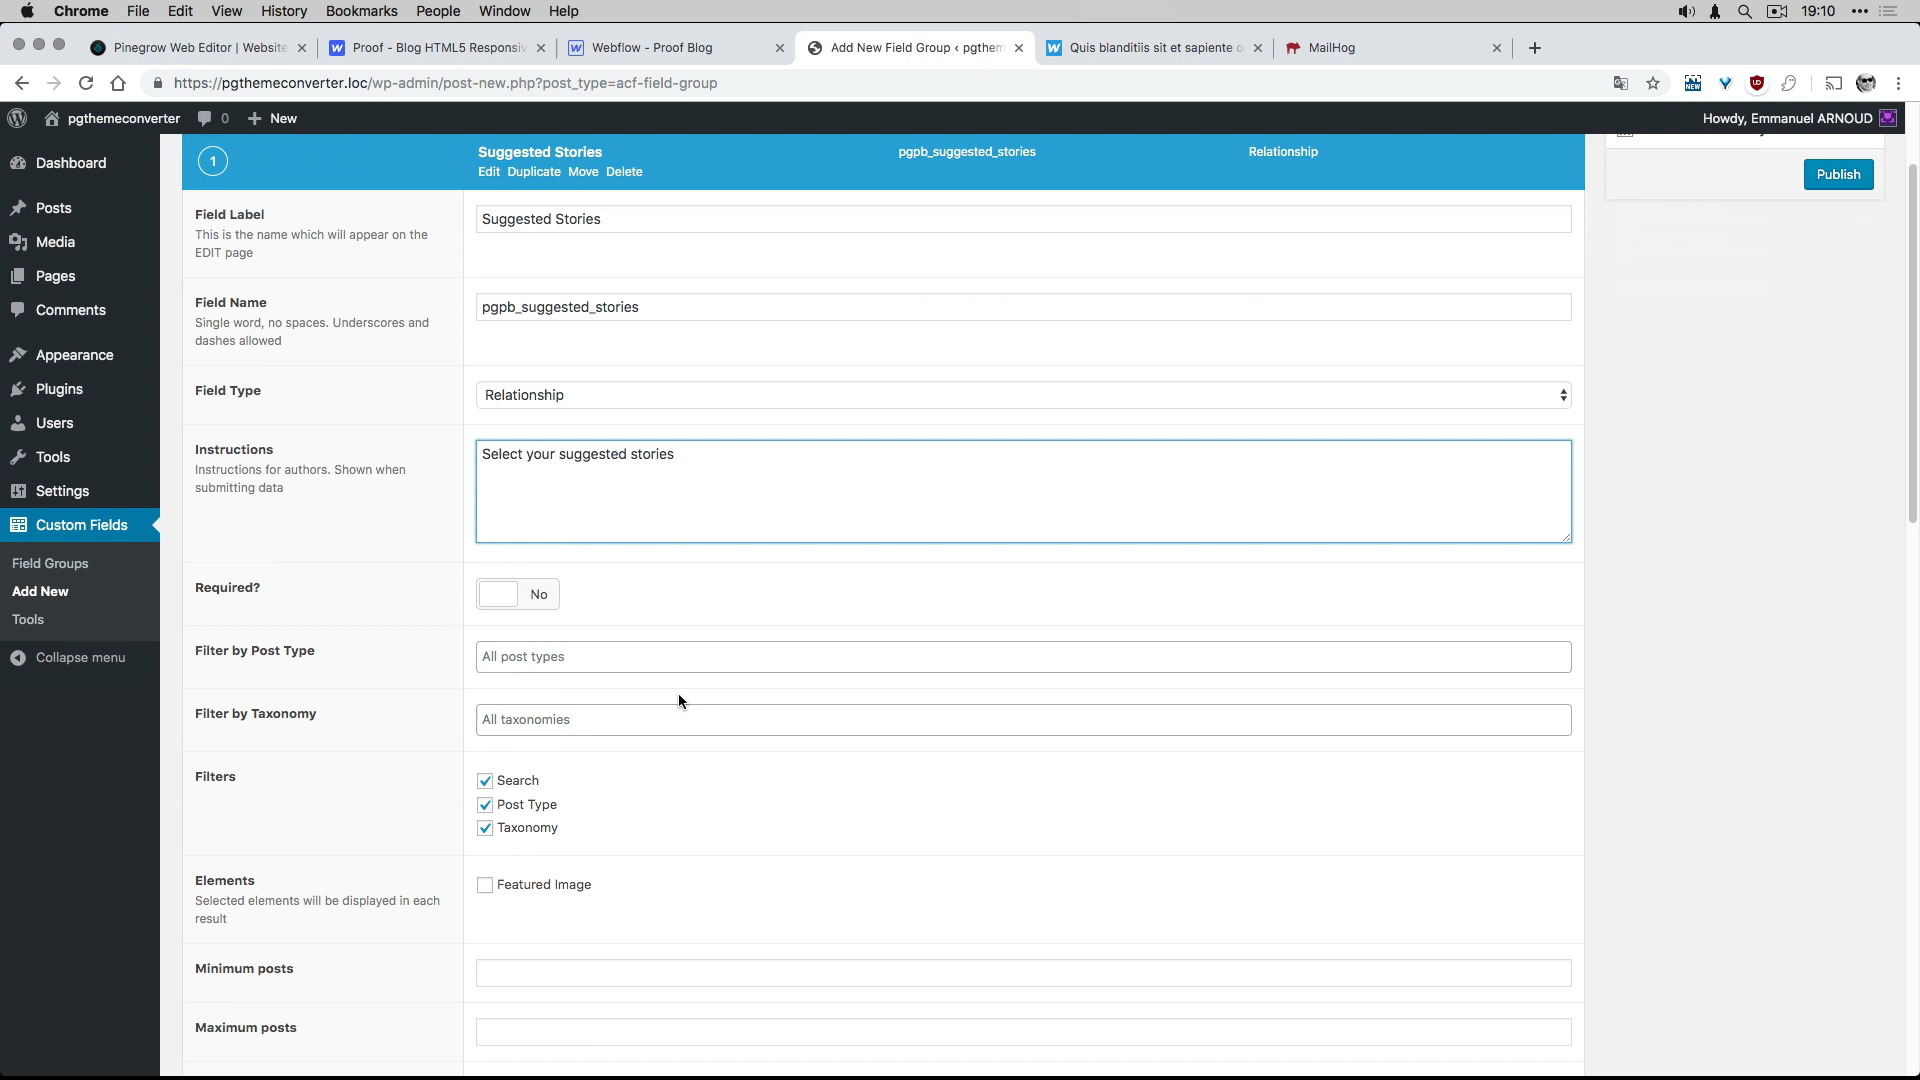 Chrome File Edit View History Bookmarks People Window Help 19:10
Pinegrow Web Editor | Website Proof - Blog HTML5 Responsiv Webflow - Proof Blog Add New Field Group ‹ pgthem Quis blanditiis sit et sapiente o MailHog
https://pgthemeconverter.loc/wp-admin/post-new.php?post_type=acf-field-group
pgthemeconverter 0 + New Howdy, Emmanuel ARNOUD
Dashboard
Posts
Media
Pages
Comments
Appearance
Plugins
Users
Tools
Settings
Custom Fields
Field Groups
Add New
Tools
Collapse menu
1 Suggested Stories pgpb_suggested_stories Relationship
Edit Duplicate Move Delete
Publish
Field Label
This is the name which will appear on the
EDIT page
Suggested Stories
Field Name
Single word, no spaces. Underscores and
dashes allowed
pgpb_suggested_stories
Field Type
Relationship
Instructions
Instructions for authors. Shown when
submitting data
Select your suggested stories
Required?
No
Filter by Post Type
All post types
Filter by Taxonomy
All taxonomies
Filters
Search
Post Type
Taxonomy
Elements
Selected elements will be displayed in each
result
Featured Image
Minimum posts
Maximum posts